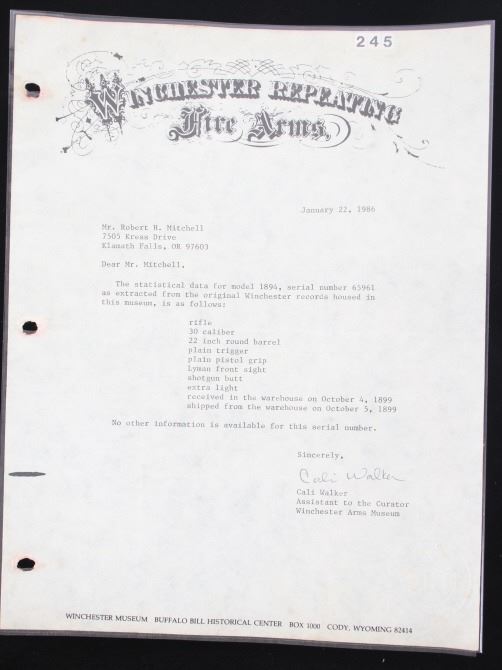 245
WINCHESTER REPEATING
Fire Arms,
January 22, 1986
Mr. Robert H. Mitchell
7505 Kress Drive
Klamath Falls, OR 97603
Dear Mr. Mitchell,
The statistical data for model 1894, serial number 65961
as extracted from the original Winchester records housed in
this museum, is as follows:
rifle
30 caliber
22 inch round barrel
plain trigger
plain pistol grip
Lyman front sight
shotgun butt
extra light
received in the warehouse on October 4, 1899
shipped from the warehouse on October 5, 1899
No other information is available for this serial number.
Sincerely,
Cali Walker
Cali Walker
Assistant to the Curator
Winchester Arms Museum
WINCHESTER MUSEUM BUFFALO BILL HISTORICAL CENTER BOX 1000 CODY, WYOMING 82414